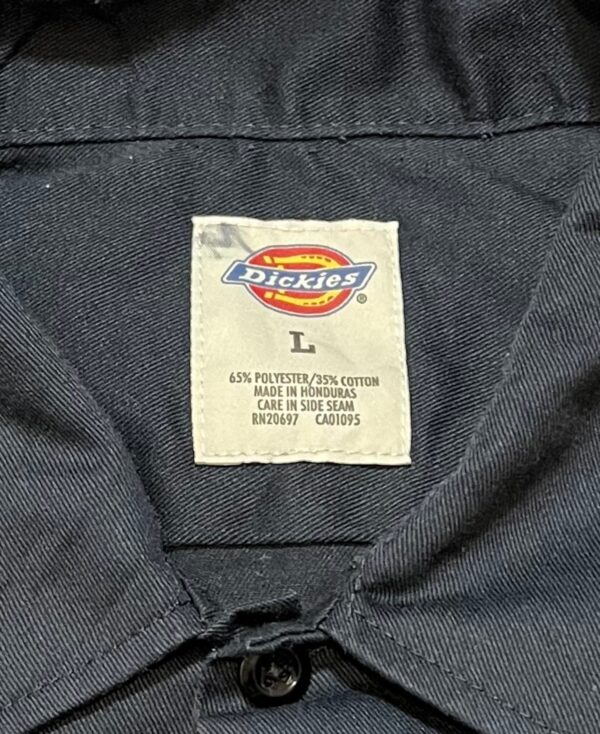 Dickies®
L
65% POLYESTER/35% COTTON
MADE IN HONDURAS
CARE IN SIDE SEAM
RN20697 CA01095